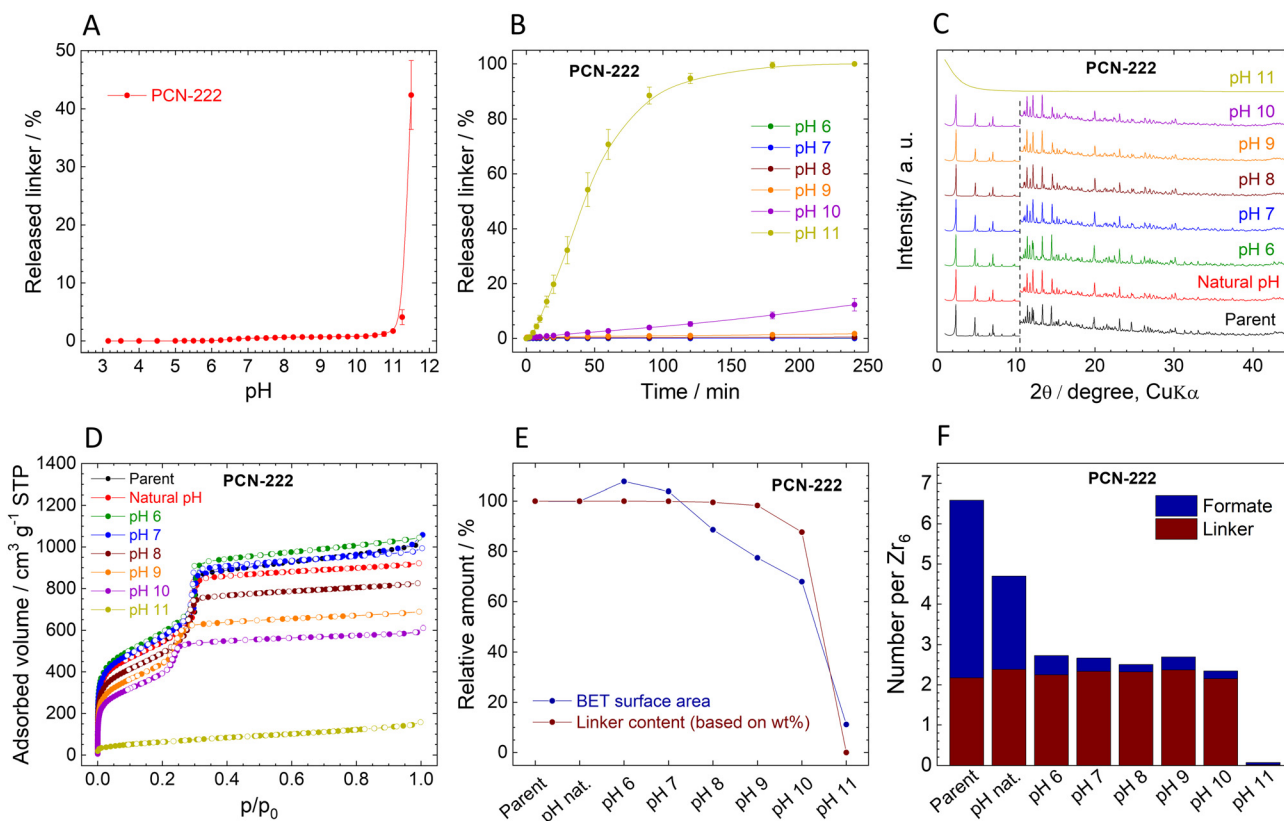 A
50
40
30
20
10
0
Released linker / %
PCN-222
3 4 5 6 7 8 9 10 11 12
pH
B
PCN-222
100
80
60
40
20
0
Released linker / %
pH 6
pH 7
pH 8
pH 9
pH 10
pH 11
0 50 100 150 200 250
Time / min
C
PCN-222
Intensity / a. u.
pH 11
pH 10
pH 9
pH 8
pH 7
pH 6
Natural pH
Parent
0 10 20 30 40
2θ / degree, CuKα
D
PCN-222
1400
1200
1000
800
600
400
200
0
Adsorbed volume / cm³ g⁻¹ STP
Parent
Natural pH
pH 6
pH 7
pH 8
pH 9
pH 10
pH 11
0.0 0.2 0.4 0.6 0.8 1.0
p/p₀
E
PCN-222
100
80
60
40
20
0
Relative amount / %
BET surface area
Linker content (based on wt%)
Parent
pH nat.
pH 6
pH 7
pH 8
pH 9
pH 10
pH 11
F
PCN-222
7
6
5
4
3
2
1
0
Number per Zr₆
Formate
Linker
Parent
pH nat.
pH 6
pH 7
pH 8
pH 9
pH 10
pH 11